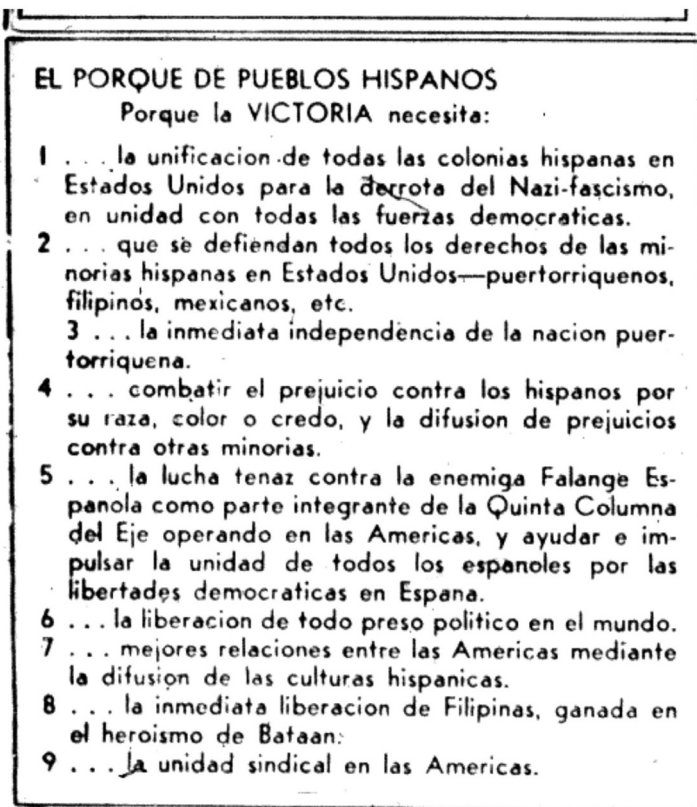 EL PORQUE DE PUEBLOS HISPANOS
Porque la VICTORIA necesita:
1 . . . la unificacion de todas las colonias hispanas en
Estados Unidos para la derrota del Nazi-fascismo,
en unidad con todas las fuerzas democraticas.
2 . . . que se defiendan todos los derechos de las mi-
norias hispanas en Estados Unidos—puertorriquenos,
filipinos, mexicanos, etc.
3 . . . la inmediata independencia de la nacion puer-
torriquena.
4 . . . combatir el prejuicio contra los hispanos por
su raza, color o credo, y la difusion de prejuicios
contra otras minorias.
5 . . . la lucha tenaz contra la enemiga Falange Es-
panola como parte integrante de la Quinta Columna
del Eje operando en las Americas, y ayudar e im-
pulsar la unidad de todos los espanoles por las
libertades democraticas en Espana.
6 . . . la liberacion de todo preso politico en el mundo.
7 . . . mejores relaciones entre las Americas mediante
la difusion de las culturas hispanicas.
8 . . . la inmediata liberacion de Filipinas, ganada en
el heroismo de Bataan.
9 . . . la unidad sindical en las Americas.